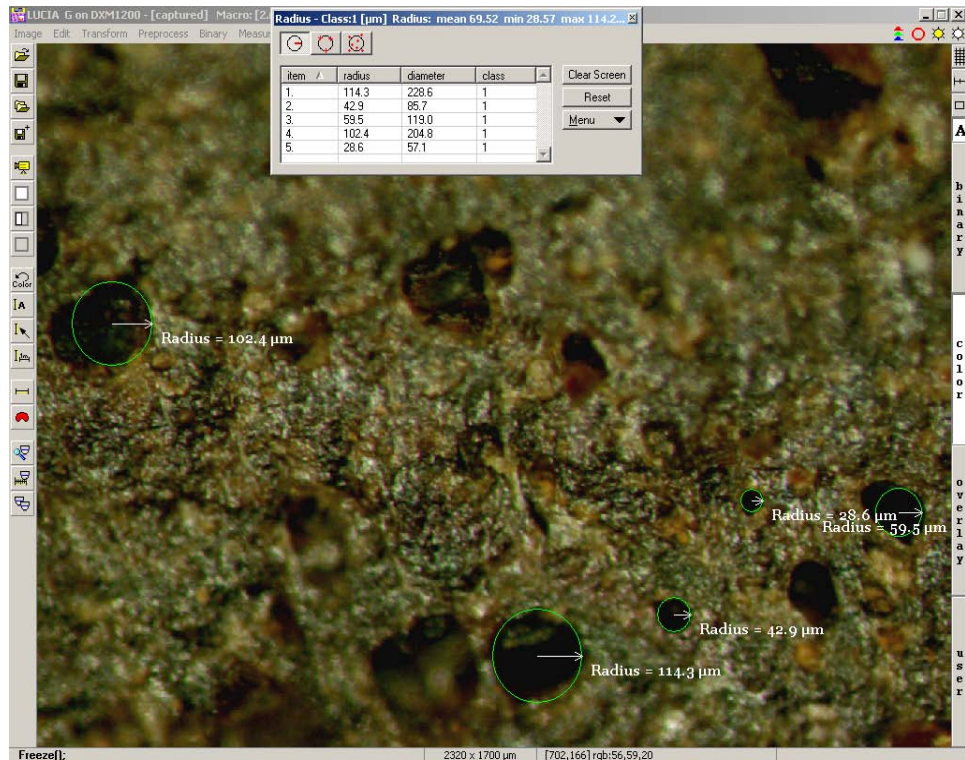 LUCIA G on DXM1200 - [captured] Macro: [2.
Radius - Class:1 [µm] Radius: mean 69.52 min 28.57 max 114.2...
Image Edit Transform Preprocess Binary Measu
item radius diameter class
1. 114.3 228.6 1
2. 42.9 85.7 1
3. 59.5 119.0 1
4. 102.4 204.8 1
5. 28.6 57.1 1
Clear Screen
Reset
Menu
Color
A
binary
color
overlay
user
Radius = 102.4 µm
Radius = 28.6 µm
Radius = 59.5 µm
Radius = 42.9 µm
Radius = 114.3 µm
Freeze();
2320 x 1700 µm
[702,166] rgb:56,59,20